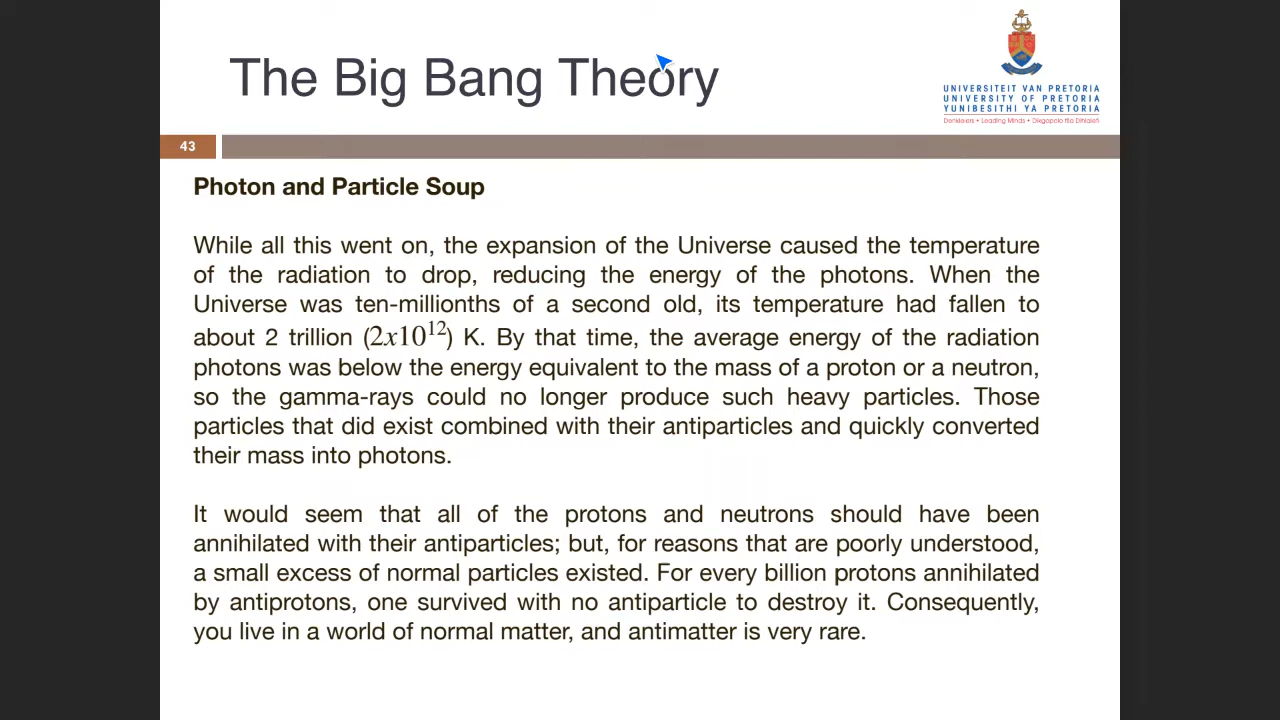 The Big Bang Theory
UNIVERSITEIT VAN PRETORIA
UNIVERSITY OF PRETORIA
YUNIBESITHI YA PRETORIA
Denkleiers • Leading Minds • Dikgopolo tša Dihlalefi
43
Photon and Particle Soup
While all this went on, the expansion of the Universe caused the temperature
of the radiation to drop, reducing the energy of the photons. When the
Universe was ten-millionths of a second old, its temperature had fallen to
about 2 trillion (2x10¹²) K. By that time, the average energy of the radiation
photons was below the energy equivalent to the mass of a proton or a neutron,
so the gamma-rays could no longer produce such heavy particles. Those
particles that did exist combined with their antiparticles and quickly converted
their mass into photons.
It would seem that all of the protons and neutrons should have been
annihilated with their antiparticles; but, for reasons that are poorly understood,
a small excess of normal particles existed. For every billion protons annihilated
by antiprotons, one survived with no antiparticle to destroy it. Consequently,
you live in a world of normal matter, and antimatter is very rare.